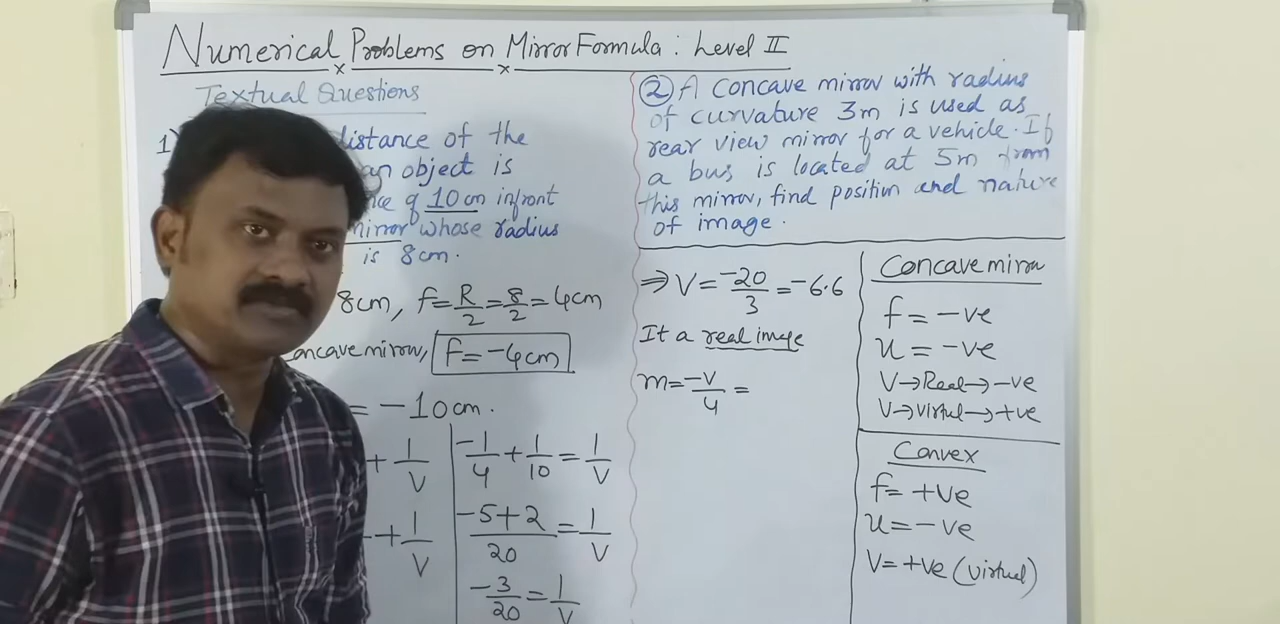 Numerical Problems on Mirror Formula : Level II
Textual Questions
1)
distance of the
an object is
of 10cm infront
mirror whose radius
is 8cm.
8cm, f=R/2=8/2=4cm
oncave mirror, f=-4cm
= -10cm.
+ 1/V
-1/4 + 1/10 = 1/V
+ 1/V
-5+2/20 = 1/V
-3/20 = 1/V
② A concave mirror with radius
of curvature 3m is used as
rear view mirror for a vehicle. If
a bus is located at 5m from
this mirror, find position and nature
of image.
⇒ V = -20/3 = -6.6
It a real image
m = -V/4 =
Concave mirror
f = -ve
u = -ve
V→Real→-ve
V→virtul→+ve
Convex
f= +ve
u= -ve
V= +ve (virtual)